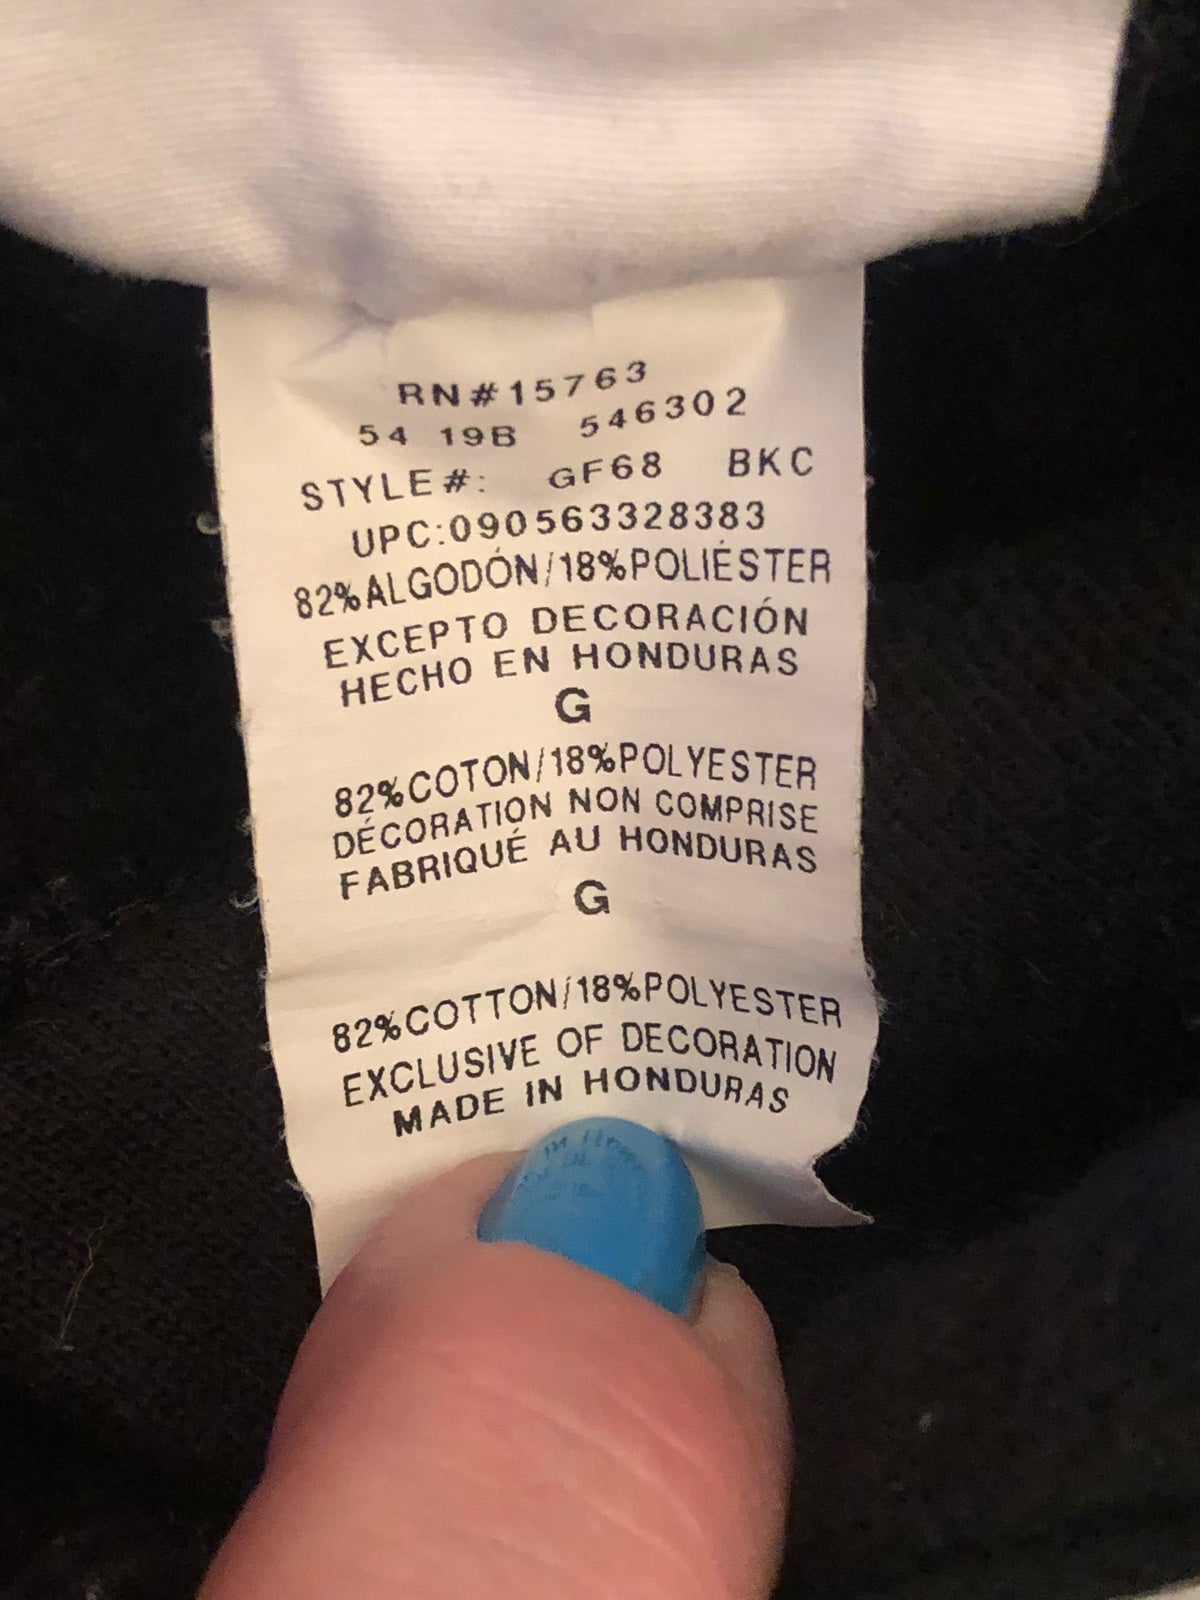 RN#15763
54 19B 546302
STYLE#: GF68 BKC
UPC:090563328383
82%ALGODÓN/18%POLIÉSTER
EXCEPTO DECORACIÓN
HECHO EN HONDURAS
G
82%COTON/18%POLYESTER
DÉCORATION NON COMPRISE
FABRIQUÉ AU HONDURAS
G
82%COTTON/18%POLYESTER
EXCLUSIVE OF DECORATION
MADE IN HONDURAS